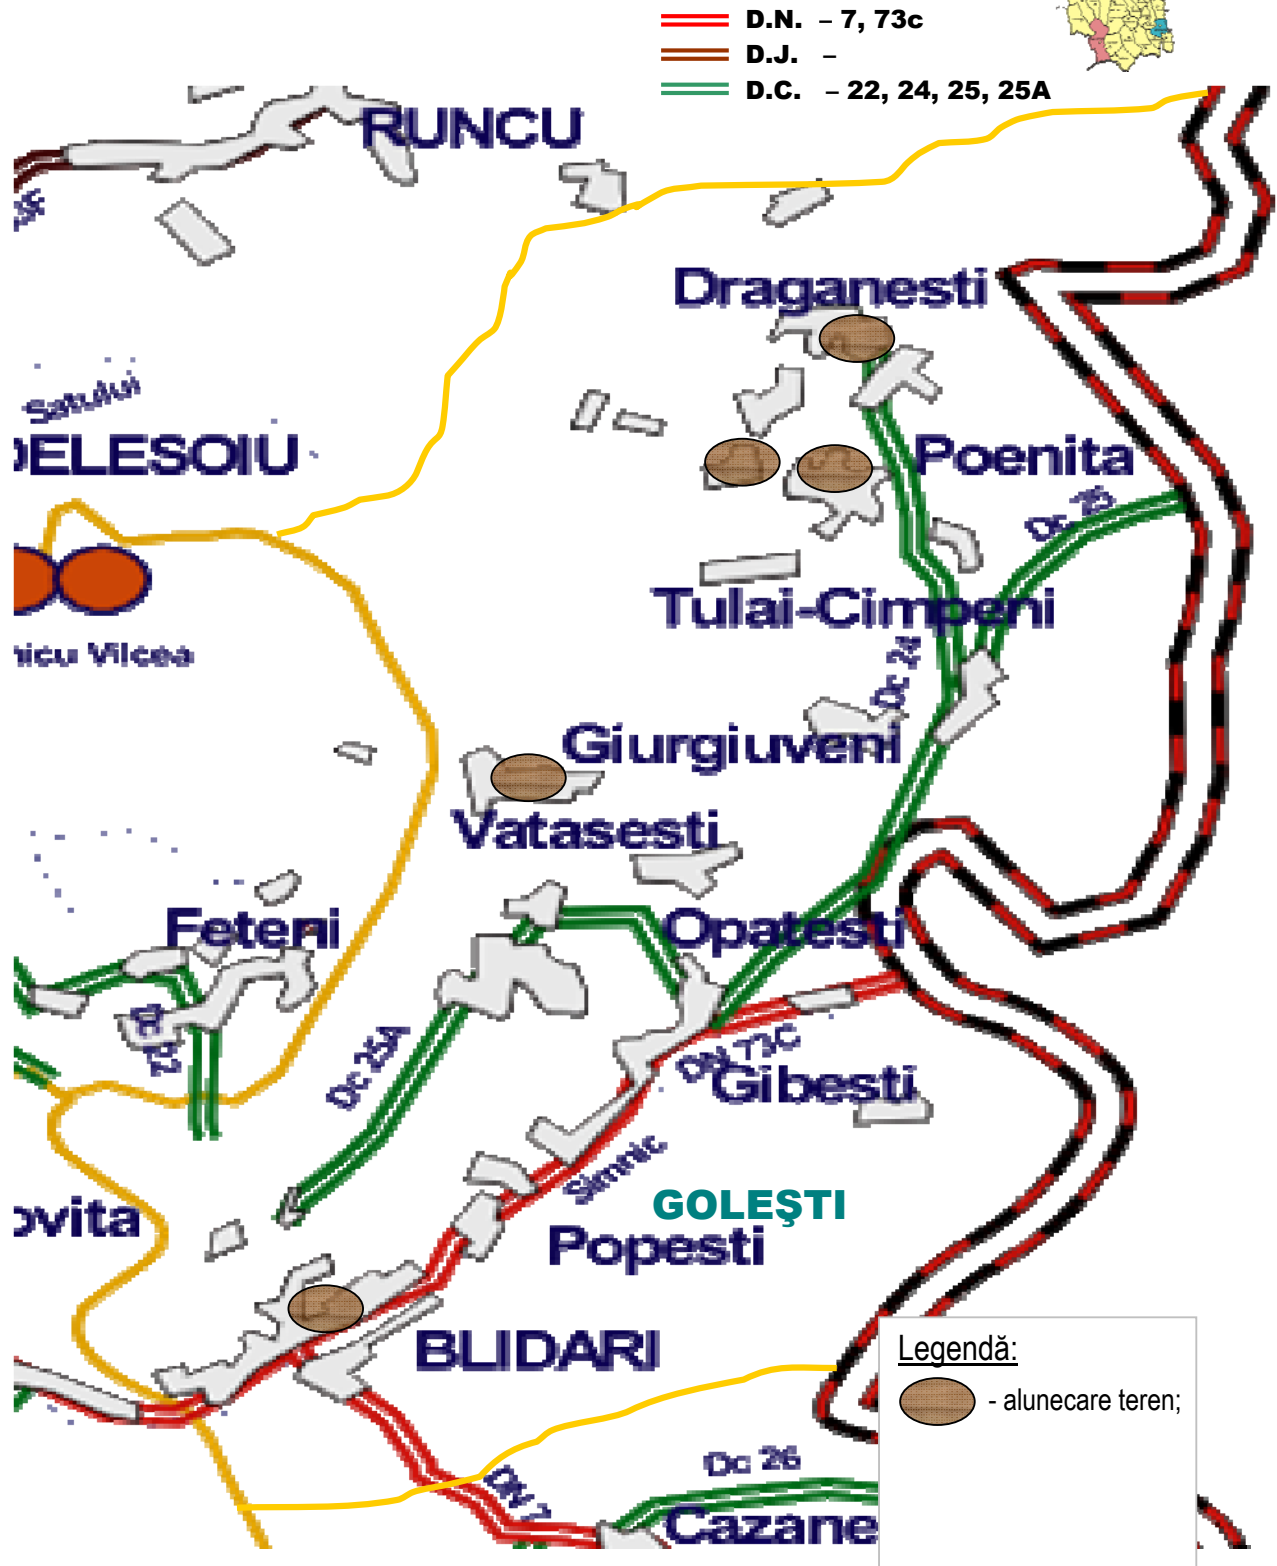 D.N. – 7, 73c
D.J. –
D.C. – 22, 24, 25, 25A
RUNCU
Draganesti
Satului
DELESOIU
Poenita
Dc 25
Tulai-Cimpeni
nicu Vilcea
Dc 24
Giurgiuveni
Vatasesti
Feteni
Opatesti
Dc 22
Dc 25A
DN 73C
Gibesti
Simnic
GOLEŞTI
ovita
Popesti
BLIDARI
Legendă:
- alunecare teren;
Dc 26
DN 7
Cazane